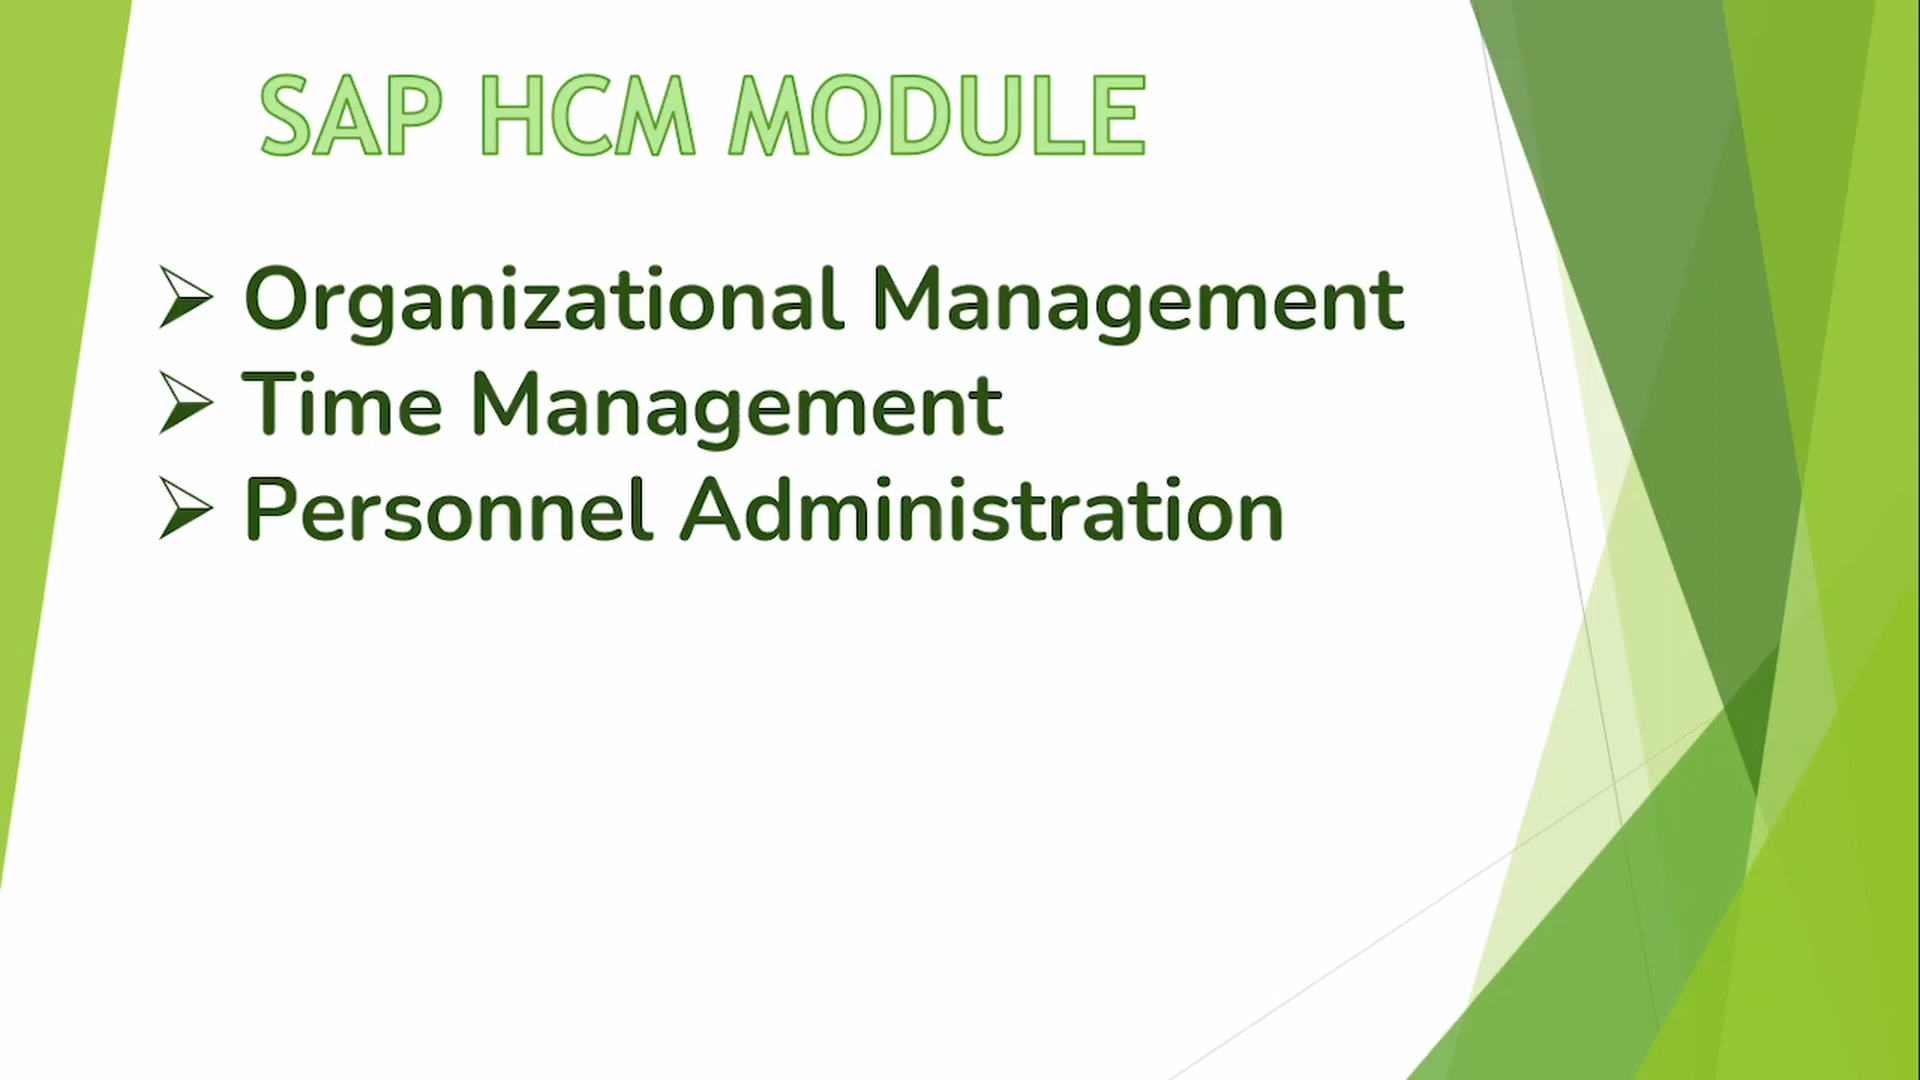 SAP HCM MODULE
➢ Organizational Management
➢ Time Management
➢ Personnel Administration